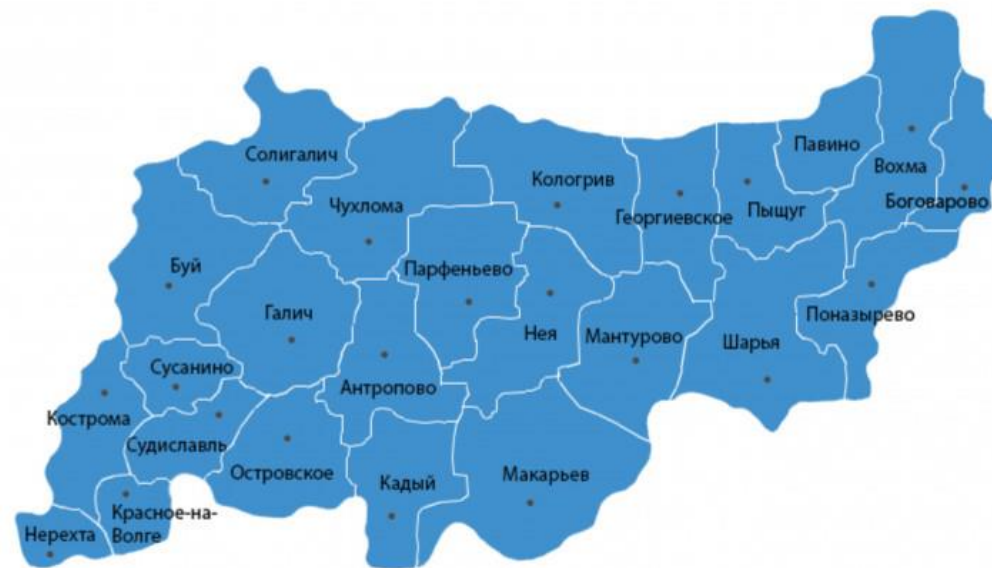 Павино
Солигалич
Вохма
Кологрив
Чухлома
Георгиевское
Пыщуг
Боговарово
Буй
Парфеньево
Галич
Поназырево
Нея
Мантурово
Шарья
Сусанино
Антропово
Кострома
Судиславль
Островское
Кадый
Макарьев
Красное-на-
Волге
Нерехта